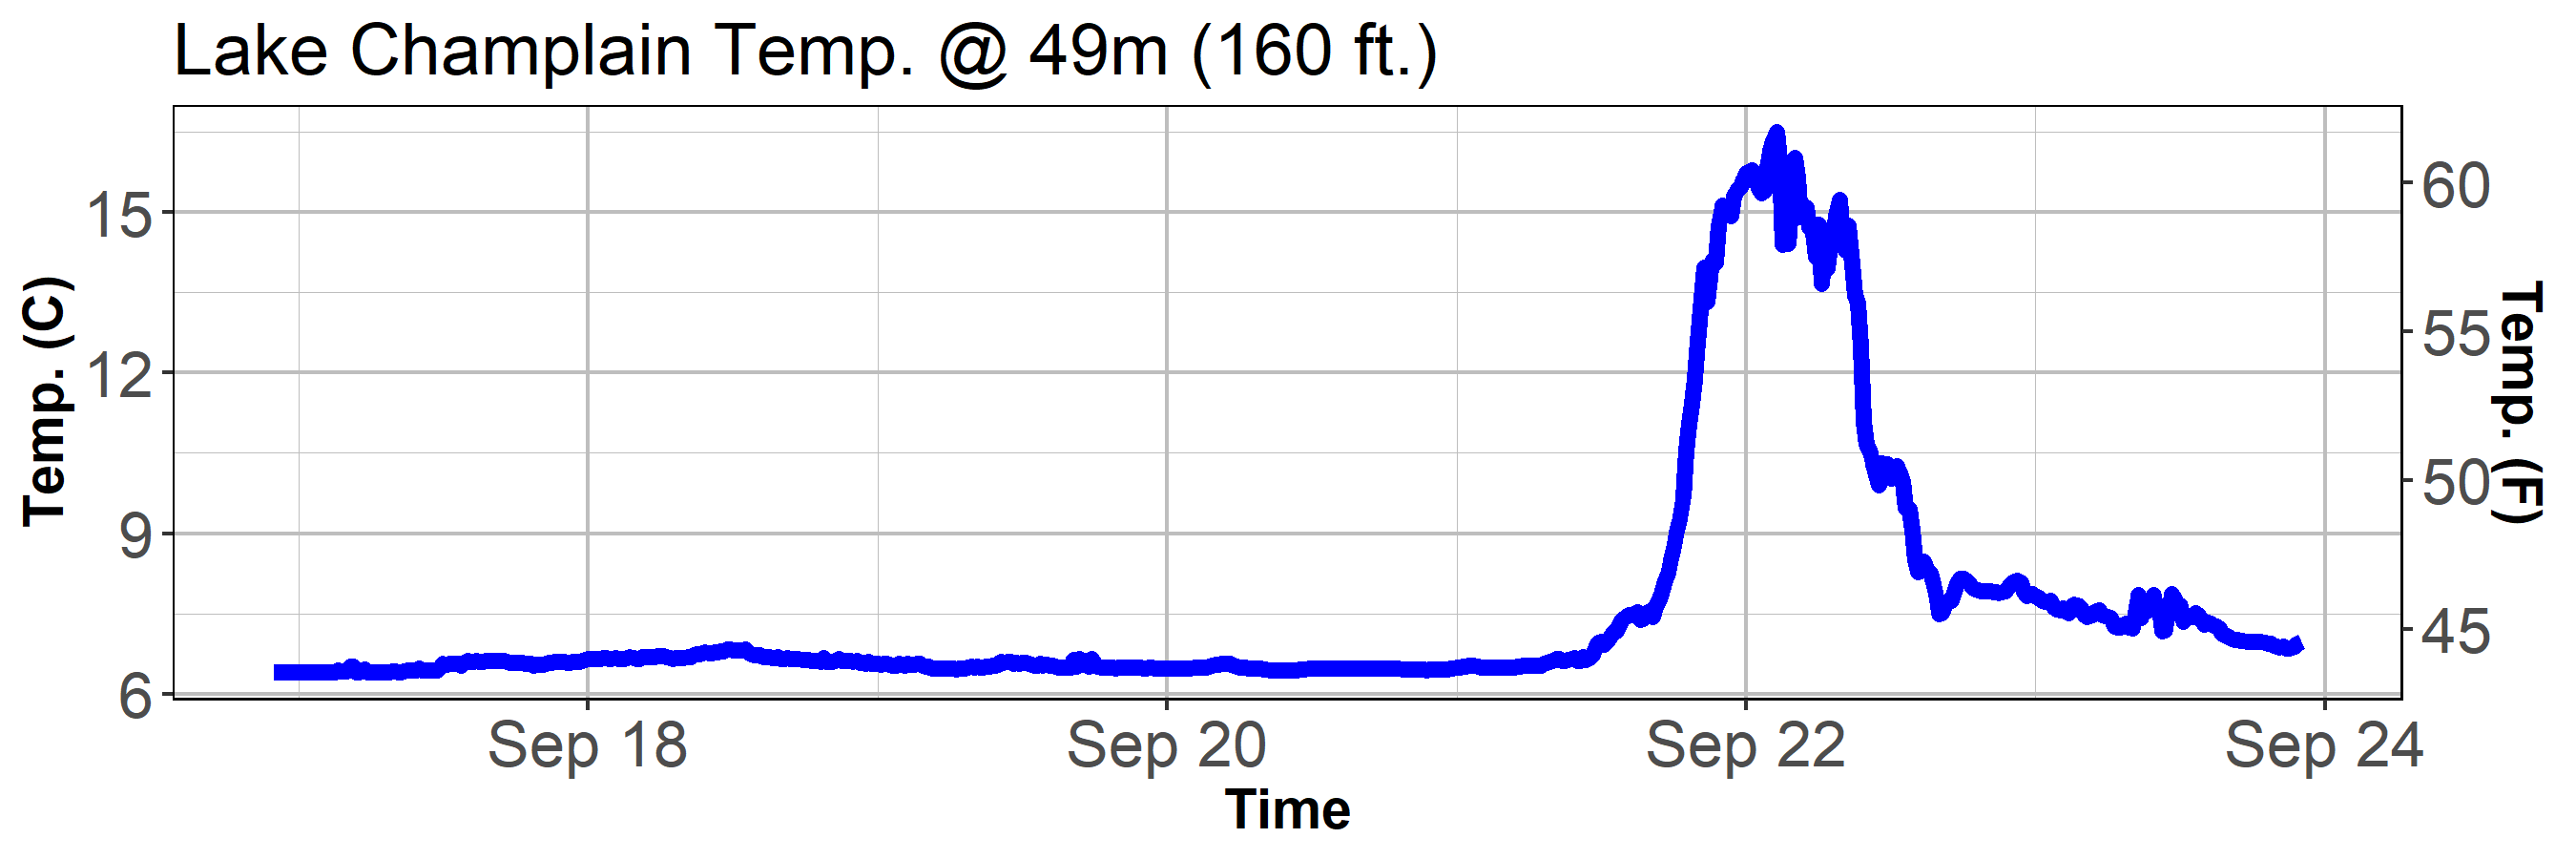 Lake Champlain Temp. @ 49m (160 ft.)
Temp. (C)
15
12
9
6
60
55
50
45
Temp. (F)
Sep 18
Sep 20
Sep 22
Sep 24
Time